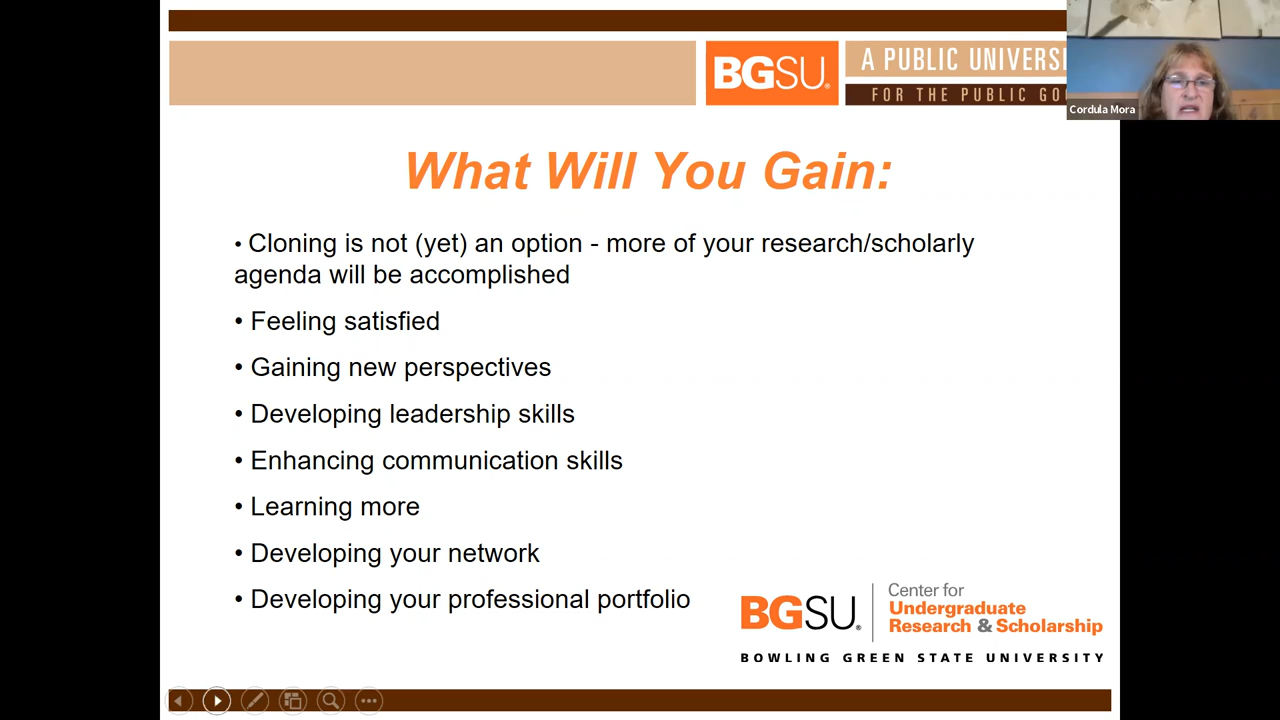 BGSU®
A PUBLIC UNIVERS
FOR THE PUBLIC GO
Cordula Mora
What Will You Gain:
• Cloning is not (yet) an option - more of your research/scholarly
agenda will be accomplished
• Feeling satisfied
• Gaining new perspectives
• Developing leadership skills
• Enhancing communication skills
• Learning more
• Developing your network
• Developing your professional portfolio
BGSU®
Center for
Undergraduate
Research & Scholarship
BOWLING GREEN STATE UNIVERSITY